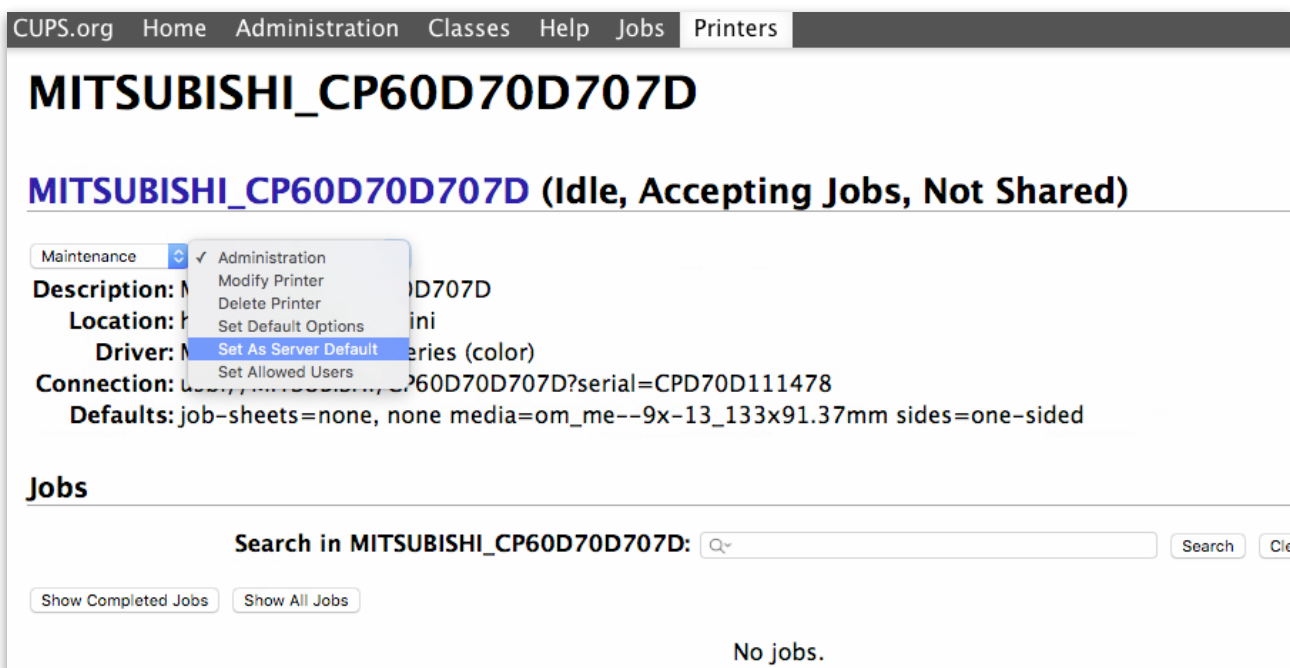 CUPS.org Home Administration Classes Help Jobs Printers
MITSUBISHI_CP60D70D707D
MITSUBISHI_CP60D70D707D (Idle, Accepting Jobs, Not Shared)
Maintenance
✓ Administration
Modify Printer
Delete Printer
Set Default Options
Set As Server Default
Set Allowed Users
Description: 0D707D
Location: ini
Driver: eries (color)
Connection: CP60D70D707D?serial=CPD70D111478
Defaults: job-sheets=none, none media=om_me--9x-13_133x91.37mm sides=one-sided
Jobs
Search in MITSUBISHI_CP60D70D707D:
Search
Show Completed Jobs Show All Jobs
No jobs.